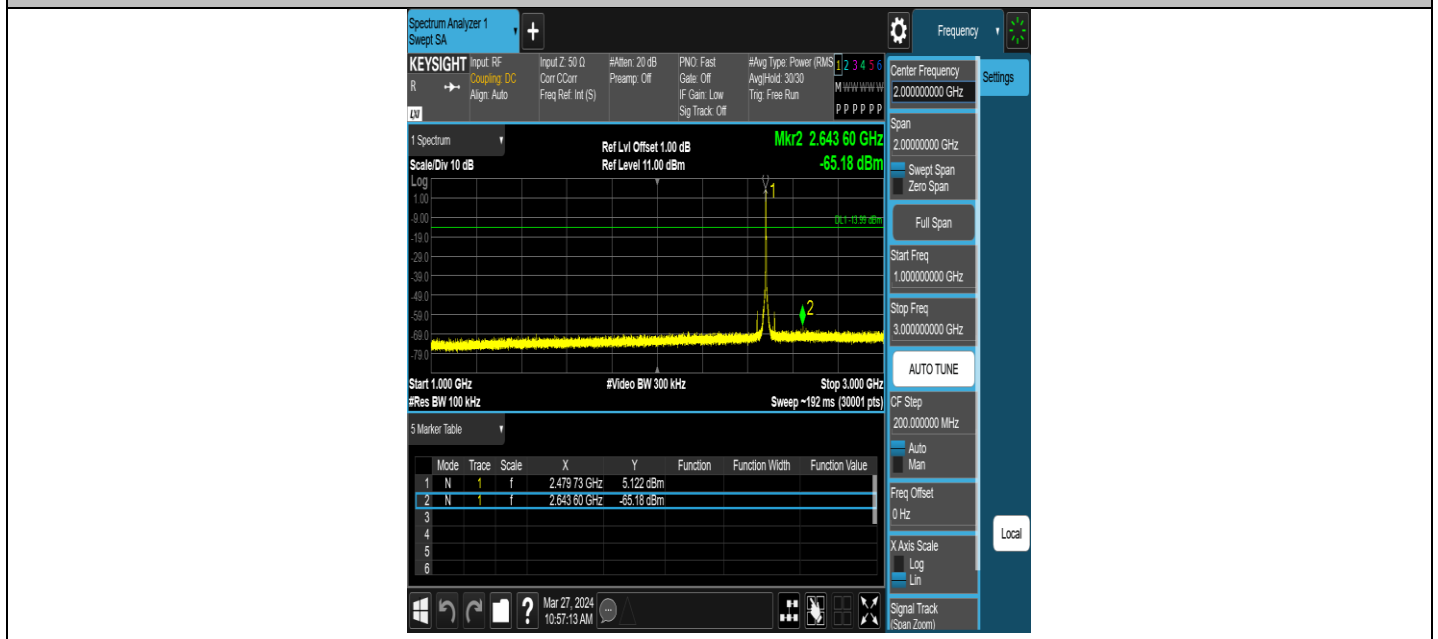 Spectrum Analyzer 1
Swept SA
+
Frequency
KEYSIGHT
R
LXI
Input: RF
Coupling: DC
Align: Auto
Input Z: 50 Ω
Corr CCorr
Freq Ref: Int (S)
#Atten: 20 dB
Preamp: Off
PNO: Fast
Gate: Off
IF Gain: Low
Sig Track: Off
#Avg Type: Power (RMS
Avg|Hold: 30/30
Trig: Free Run
1 2 3 4 5 6
M W W W W W
P P P P P P
1 Spectrum
Scale/Div 10 dB
Log
Ref Lvl Offset 1.00 dB
Ref Level 11.00 dBm
Mkr2 2.643 60 GHz
-65.18 dBm
1.00
-9.00
-19.0
-29.0
-39.0
-49.0
-59.0
-69.0
-79.0
1
DL1 -13.99 dBm
2
Start 1.000 GHz
#Video BW 300 kHz
Stop 3.000 GHz
#Res BW 100 kHz
Sweep ~192 ms (30001 pts)
5 Marker Table
Mode Trace Scale X Y Function Function Width Function Value
1 N 1 f 2.479 73 GHz 5.122 dBm
2 N 1 f 2.643 60 GHz -65.18 dBm
3
4
5
6
?
Mar 27, 2024
10:57:13 AM
Center Frequency
2.000000000 GHz
Settings
Span
2.00000000 GHz
Swept Span
Zero Span
Full Span
Start Freq
1.000000000 GHz
Stop Freq
3.000000000 GHz
AUTO TUNE
CF Step
200.000000 MHz
Auto
Man
Freq Offset
0 Hz
Local
X Axis Scale
Log
Lin
Signal Track
(Span Zoom)